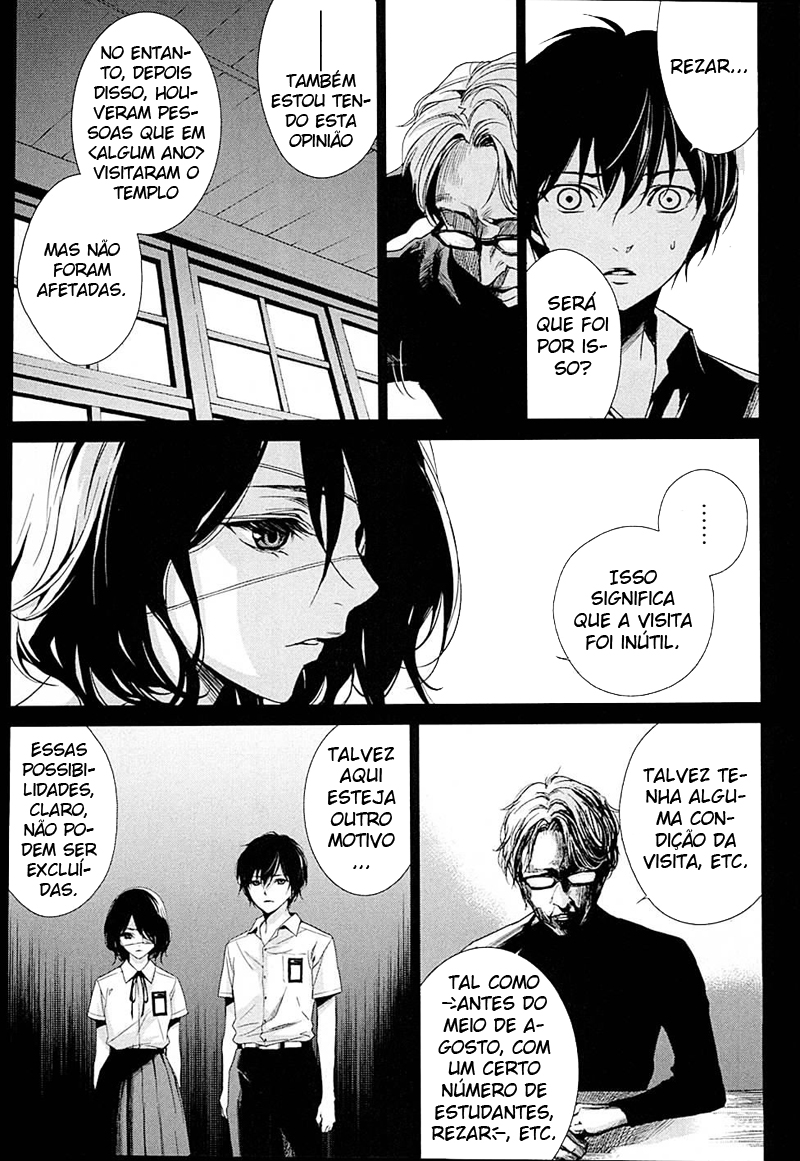 REZAR...
SERÁ
QUE FOI
POR IS-
SO?
TAMBÉM
ESTOU TEN-
DO ESTA
OPINIÃO
NO ENTAN-
TO, DEPOIS
DISSO, HOU-
VERAM PES-
SOAS QUE EM
<ALGUM ANO>
VISITARAM O
TEMPLO
MAS NÃO
FORAM
AFETADAS.
.......
ISSO
SIGNIFICA
QUE A VISITA
FOI INÚTIL.
TALVEZ TE-
NHA ALGU-
MA CON-
DIÇÃO DA
VISITA, ETC.
TAL COMO
->ANTES DO
MEIO DE A-
GOSTO, COM
UM CERTO
NÚMERO DE
ESTUDANTES,
REZAR<-, ETC.
TALVEZ
AQUI
ESTEJA
OUTRO
MOTIVO
...
ESSAS
POSSIBI-
LIDADES,
CLARO,
NÃO PO-
DEM SER
EXCLUÍ-
DAS.